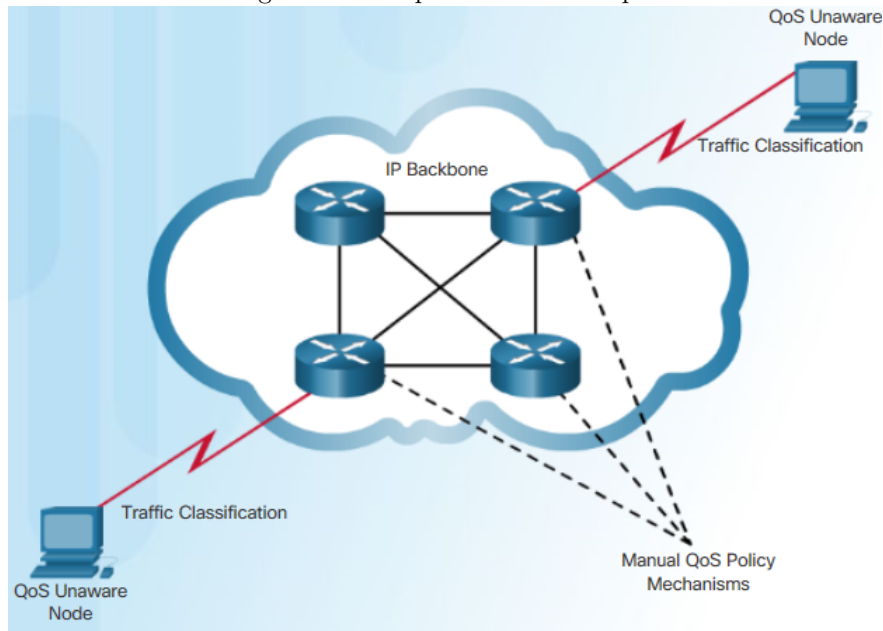 QoS Unaware
Node
Traffic Classification
IP Backbone
Traffic Classification
Manual QoS Policy
Mechanisms
QoS Unaware
Node